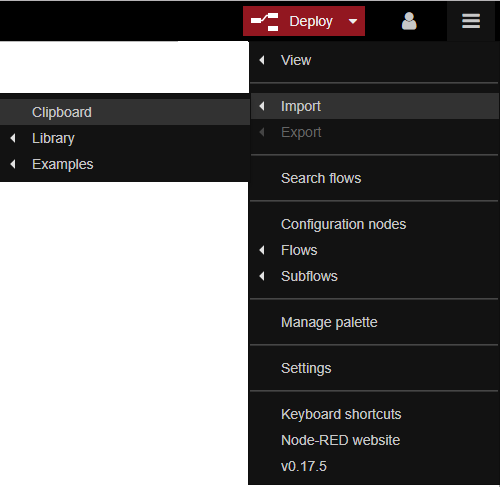 Deploy
View
Import
Export
Search flows
Configuration nodes
Flows
Subflows
Manage palette
Settings
Keyboard shortcuts
Node-RED website
v0.17.5
Clipboard
Library
Examples